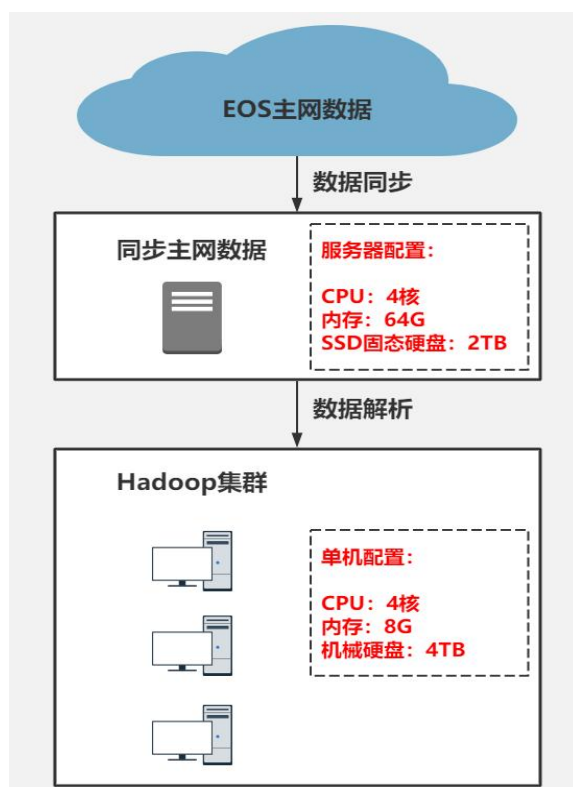 EOS主网数据
数据同步
同步主网数据
服务器配置：
CPU：4核
内存：64G
SSD固态硬盘：2TB
数据解析
Hadoop集群
单机配置：
CPU：4核
内存：8G
机械硬盘：4TB